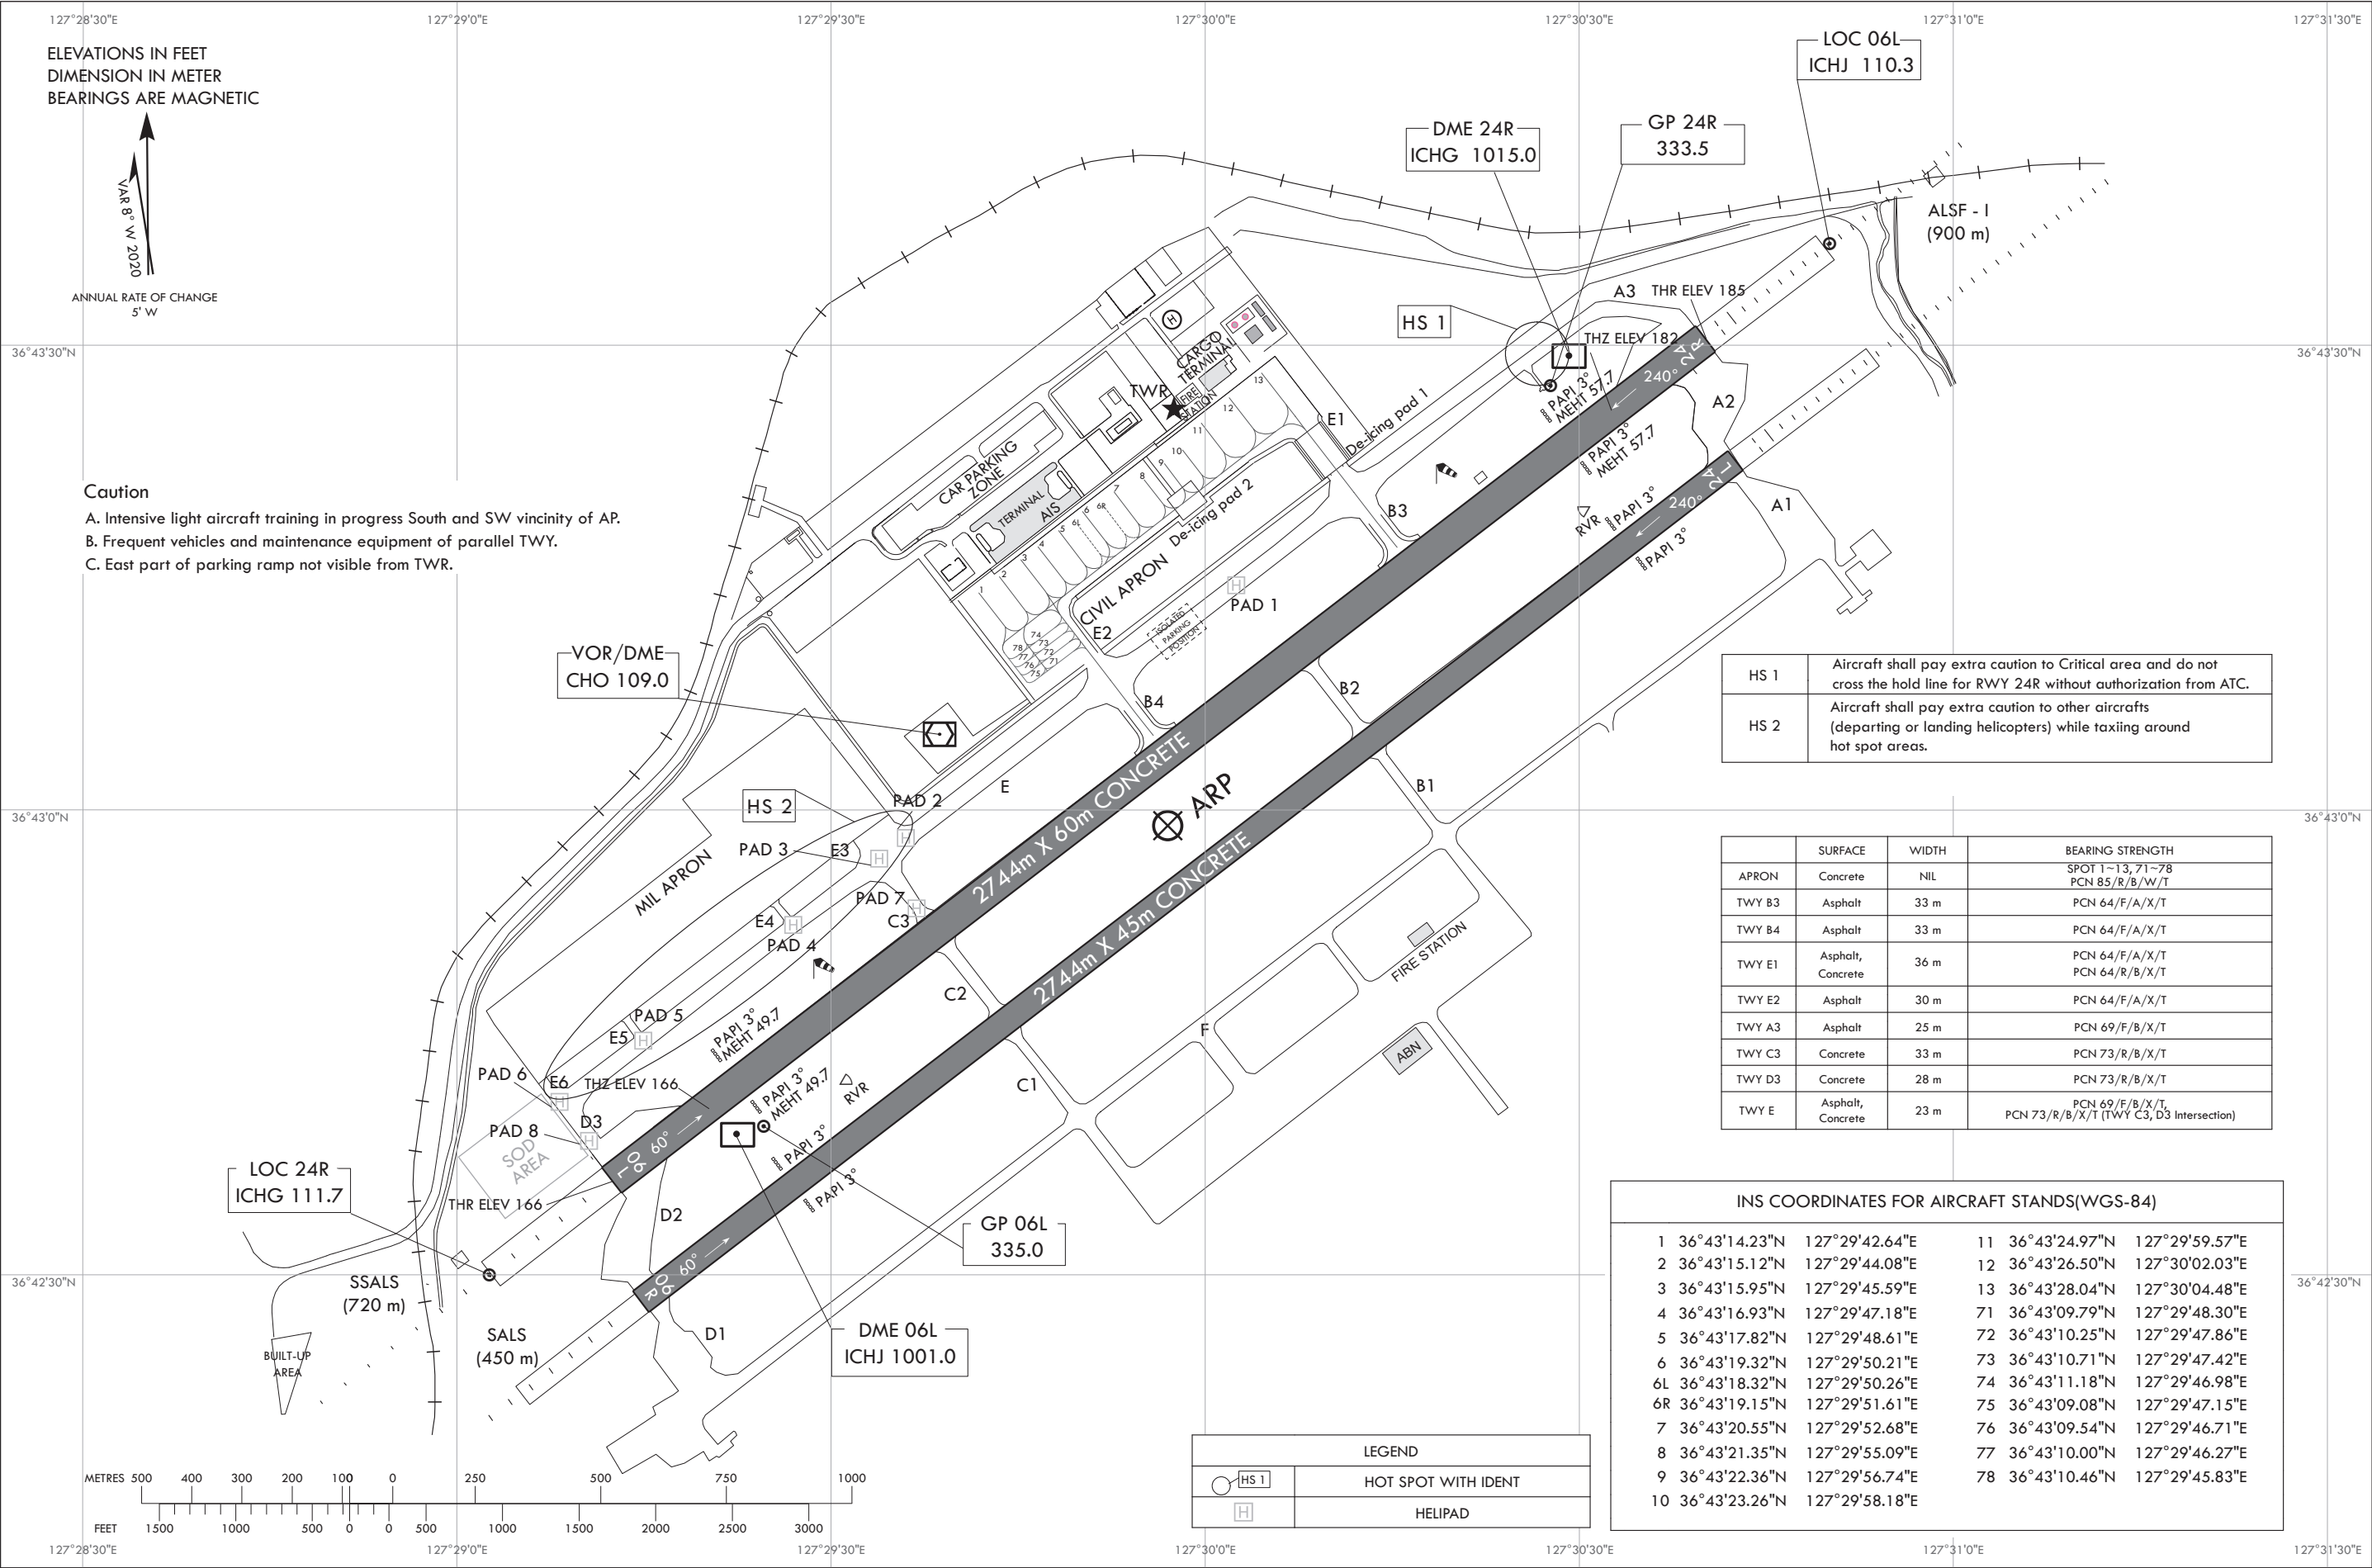 127°28'30"E
127°29'0"E
127°29'30"E
127°30'0"E
127°30'30"E
127°31'0"E
127°31'30"E
ELEVATIONS IN FEET
DIMENSION IN METER
BEARINGS ARE MAGNETIC
VAR 8° W 2020
ANNUAL RATE OF CHANGE
5' W
LOC 06L
ICHJ 110.3
DME 24R
ICHG 1015.0
GP 24R
333.5
ALSF - I
(900 m)
A3
THR ELEV 185
HS 1
THZ ELEV 182
36°43'30"N
36°43'30"N
24
R
240°
PAPI 3°
MEHT 57.7
PAPI 3°
MEHT 57.7
A2
H
CARGO
TERMINAL
TWR
FIRE
STATION
13
12
11
10
9
8
7
6R
6
6L
5
4
3
2
1
E1
De-icing pad 1
CAR PARKING
ZONE
TERMINAL
AIS
De-icing pad 2
CIVIL APRON
B3
RVR
PAPI 3°
24
L
240°
PAPI 3°
A1
Caution
A. Intensive light aircraft training in progress South and SW vincinity of AP.
B. Frequent vehicles and maintenance equipment of parallel TWY.
C. East part of parking ramp not visible from TWR.
H
PAD 1
ISOLATED
PARKING
POSITION
E2
74
73
72
71
78
77
76
75
VOR/DME
CHO 109.0
B4
B2
B1
HS 1
Aircraft shall pay extra caution to Critical area and do not
cross the hold line for RWY 24R without authorization from ATC.
HS 2
Aircraft shall pay extra caution to other aircrafts
(departing or landing helicopters) while taxiing around
hot spot areas.
2744m X 60m CONCRETE
ARP
2744m X 45m CONCRETE
E
HS 2
PAD 2
H
36°43'0"N
36°43'0"N
PAD 3
H
E3
MIL APRON
PAD 7
H
C3
E4
H
PAD 4
C2
FIRE STATION
SURFACE
WIDTH
BEARING STRENGTH
APRON
Concrete
NIL
SPOT 1~13, 71~78
PCN 85/R/B/W/T
TWY B3
Asphalt
33 m
PCN 64/F/A/X/T
TWY B4
Asphalt
33 m
PCN 64/F/A/X/T
TWY E1
Asphalt,
Concrete
36 m
PCN 64/F/A/X/T
PCN 64/R/B/X/T
TWY E2
Asphalt
30 m
PCN 64/F/A/X/T
TWY A3
Asphalt
25 m
PCN 69/F/B/X/T
TWY C3
Concrete
33 m
PCN 73/R/B/X/T
TWY D3
Concrete
28 m
PCN 73/R/B/X/T
TWY E
Asphalt,
Concrete
23 m
PCN 69/F/B/X/T,
PCN 73/R/B/X/T (TWY C3, D3 Intersection)
PAD 5
E5
H
PAPI 3°
MEHT 49.7
F
ABN
C1
PAD 6
E6
H
THZ ELEV 166
PAPI 3°
MEHT 49.7
RVR
D3
PAD 8
H
SOD
AREA
06
L
60°
PAPI 3°
PAPI 3°
LOC 24R
ICHG 111.7
THR ELEV 166
D2
GP 06L
335.0
06
R
60°
36°42'30"N
36°42'30"N
SSALS
(720 m)
SALS
(450 m)
D1
DME 06L
ICHJ 1001.0
BUILT-UP
AREA
INS COORDINATES FOR AIRCRAFT STANDS(WGS-84)
1 36°43'14.23"N 127°29'42.64"E
2 36°43'15.12"N 127°29'44.08"E
3 36°43'15.95"N 127°29'45.59"E
4 36°43'16.93"N 127°29'47.18"E
5 36°43'17.82"N 127°29'48.61"E
6 36°43'19.32"N 127°29'50.21"E
6L 36°43'18.32"N 127°29'50.26"E
6R 36°43'19.15"N 127°29'51.61"E
7 36°43'20.55"N 127°29'52.68"E
8 36°43'21.35"N 127°29'55.09"E
9 36°43'22.36"N 127°29'56.74"E
10 36°43'23.26"N 127°29'58.18"E
11 36°43'24.97"N 127°29'59.57"E
12 36°43'26.50"N 127°30'02.03"E
13 36°43'28.04"N 127°30'04.48"E
71 36°43'09.79"N 127°29'48.30"E
72 36°43'10.25"N 127°29'47.86"E
73 36°43'10.71"N 127°29'47.42"E
74 36°43'11.18"N 127°29'46.98"E
75 36°43'09.08"N 127°29'47.15"E
76 36°43'09.54"N 127°29'46.71"E
77 36°43'10.00"N 127°29'46.27"E
78 36°43'10.46"N 127°29'45.83"E
LEGEND
HS 1
HOT SPOT WITH IDENT
H
HELIPAD
METRES 500 400 300 200 100 0 250 500 750 1000
FEET 1500 1000 500 0 0 500 1000 1500 2000 2500 3000
127°28'30"E
127°29'0"E
127°29'30"E
127°30'0"E
127°30'30"E
127°31'0"E
127°31'30"E